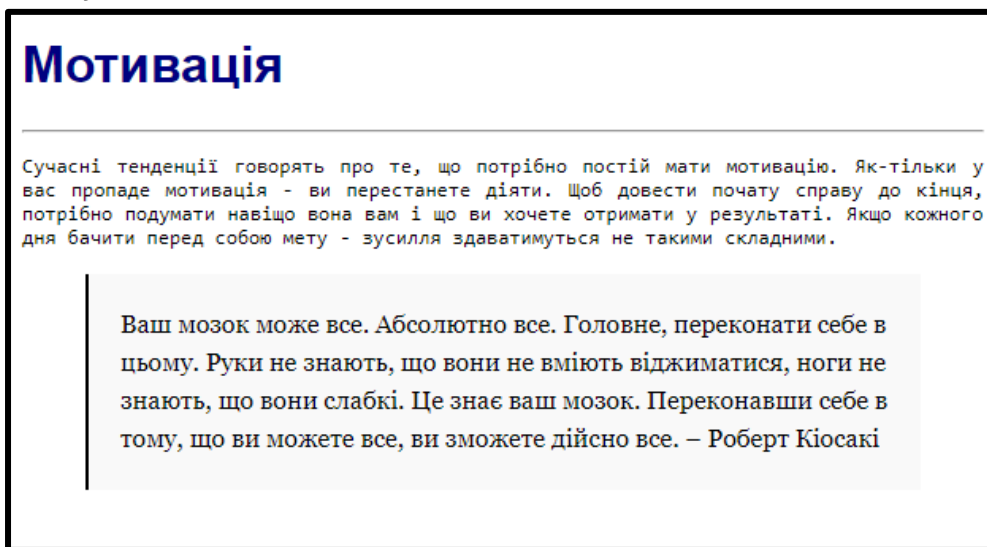 Мотивація
Сучасні тенденції говорять про те, що потрібно постій мати мотивацію. Як-тільки у
вас пропаде мотивація - ви перестанете діяти. Щоб довести почату справу до кінця,
потрібно подумати навіщо вона вам і що ви хочете отримати у результаті. Якщо кожного
дня бачити перед собою мету - зусилля здаватимуться не такими складними.
Ваш мозок може все. Абсолютно все. Головне, переконати себе в
цьому. Руки не знають, що вони не вміють віджиматися, ноги не
знають, що вони слабкі. Це знає ваш мозок. Переконавши себе в
тому, що ви можете все, ви зможете дійсно все. – Роберт Кіосакі